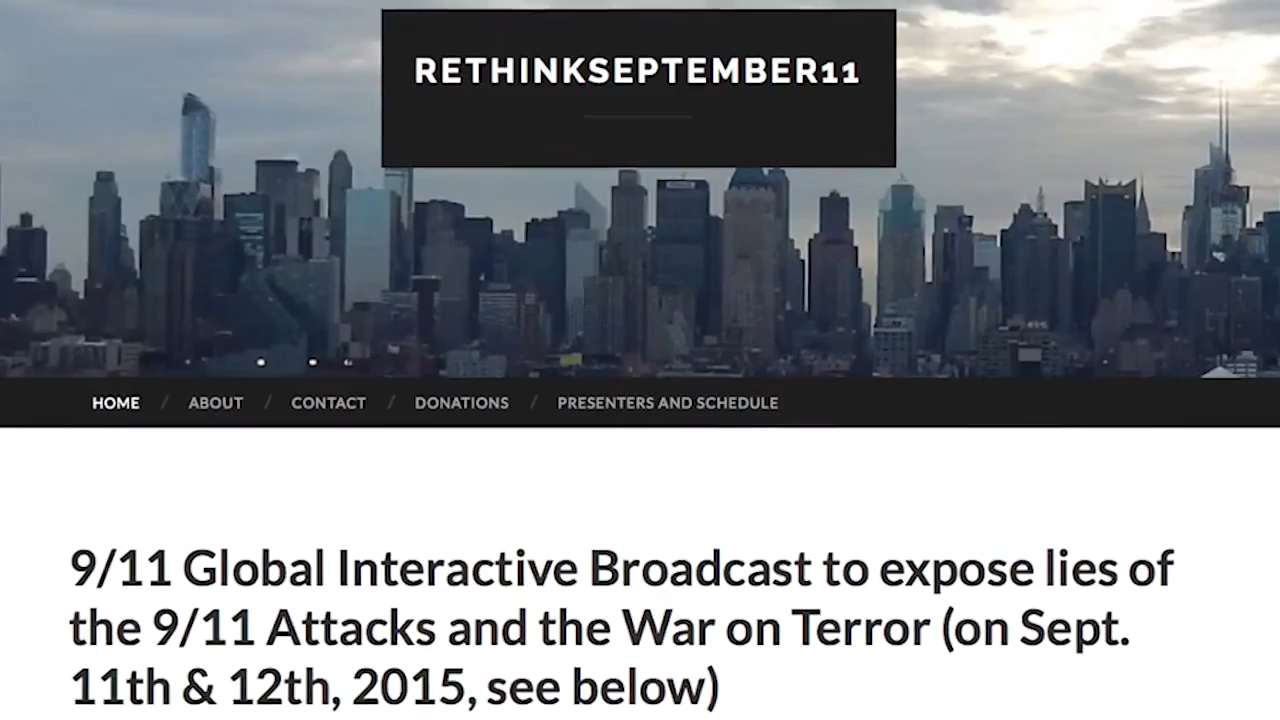 RETHINKSEPTEMBER11
HOME / ABOUT / CONTACT / DONATIONS / PRESENTERS AND SCHEDULE
9/11 Global Interactive Broadcast to expose lies of
the 9/11 Attacks and the War on Terror (on Sept.
11th & 12th, 2015, see below)